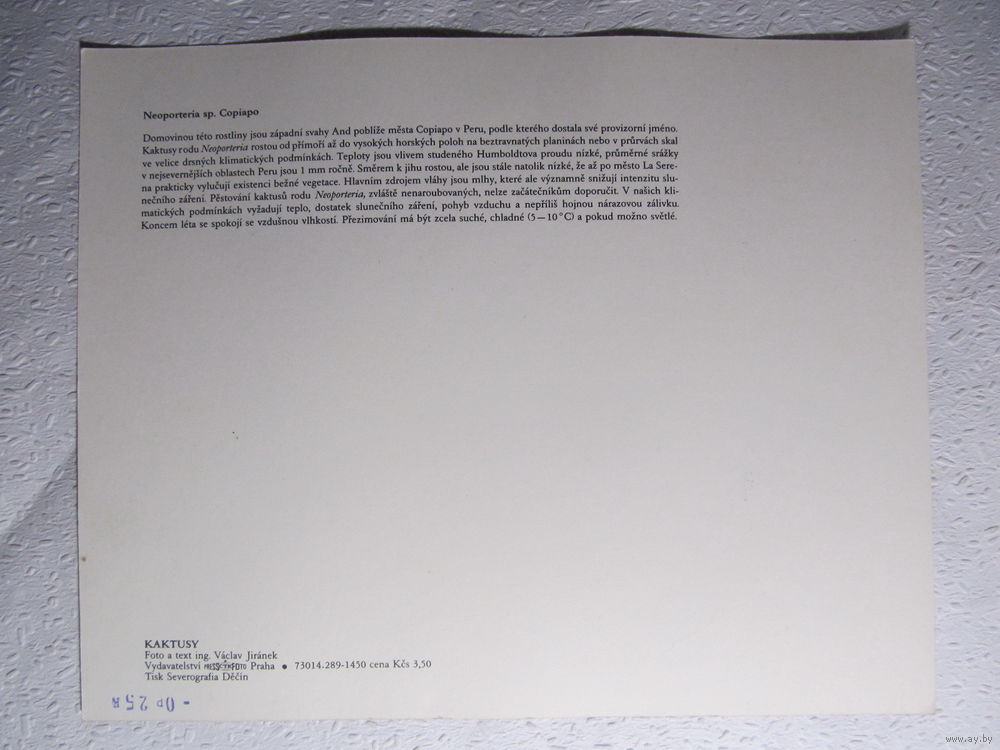 Neoporteria sp. Copiapo
Domovinou této rostliny jsou západní svahy And poblíže města Copiapo v Peru, podle kterého dostala své provizorní jméno.
Kaktusy rodu Neoporteria rostou od přímoří až do vysokých horských poloh na beztravnatých planinách nebo v průrvách skal
ve velice drsných klimatických podmínkách. Teploty jsou vlivem studeného Humboldtova proudu nízké, průměrné srážky
v nejsevernějších oblastech Peru jsou 1 mm ročně. Směrem k jihu rostou, ale jsou stále natolik nízké, že až po město La Sere-
na prakticky vylučují existenci bežné vegetace. Hlavním zdrojem vláhy jsou mlhy, které ale významně snižují intenzitu slu-
nečního záření. Pěstování kaktusů rodu Neoporteria, zvláště nenaroubovaných, nelze začátečníkům doporučit. V našich kli-
matických podmínkách vyžadují teplo, dostatek slunečního záření, pohyb vzduchu a nepříliš hojnou nárazovou zálivku.
Koncem léta se spokojí se vzdušnou vlhkostí. Přezimování má být zcela suché, chladné (5—10 °C) a pokud možno světlé.
KAKTUSY
Foto a text ing. Václav Jiránek
Vydavatelství PRESSFOTO Praha ● 73014.289-1450 cena Kčs 3,50
Tisk Severografia Děčín
www.ay.by